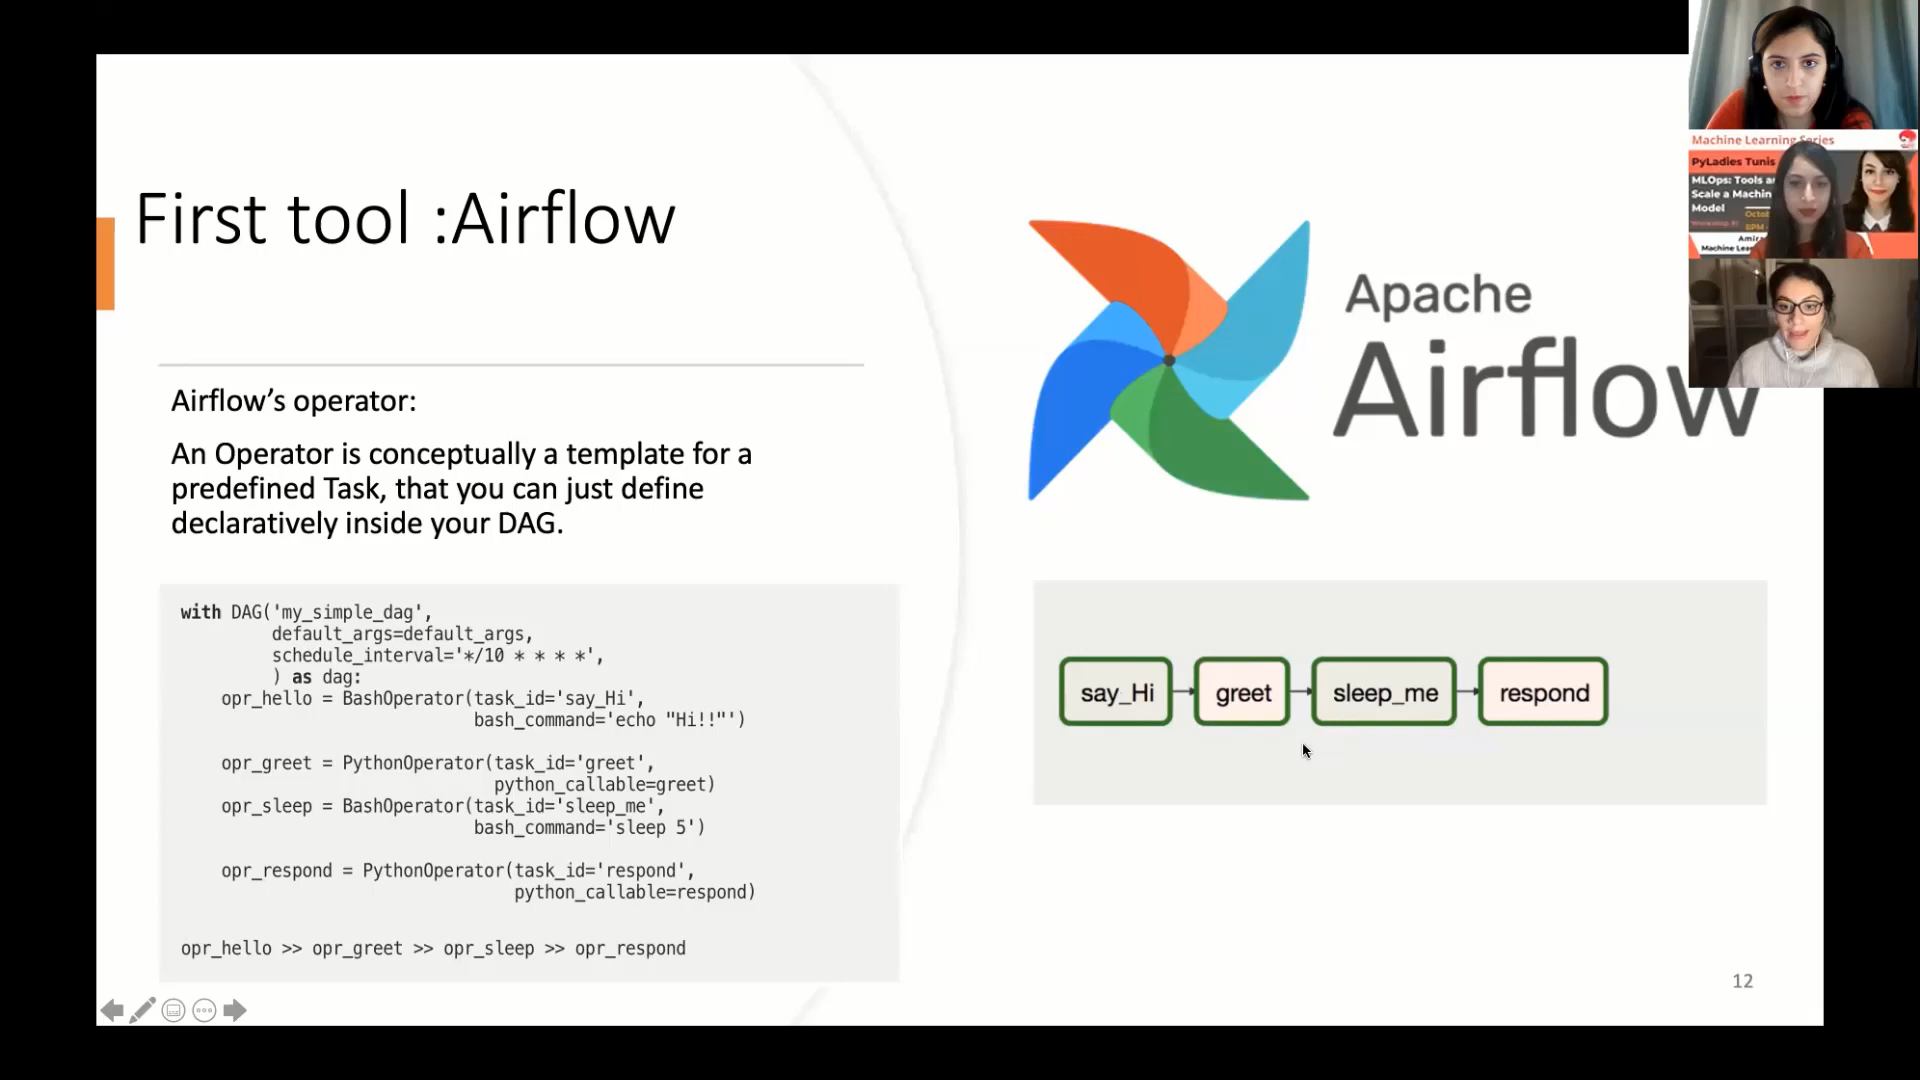 First tool :Airflow
Airflow’s operator:
An Operator is conceptually a template for a
predefined Task, that you can just define
declaratively inside your DAG.
with DAG('my_simple_dag',
default_args=default_args,
schedule_interval='*/10 * * * *',
) as dag:
opr_hello = BashOperator(task_id='say_Hi',
bash_command='echo "Hi!!"')
opr_greet = PythonOperator(task_id='greet',
python_callable=greet)
opr_sleep = BashOperator(task_id='sleep_me',
bash_command='sleep 5')
opr_respond = PythonOperator(task_id='respond',
python_callable=respond)
opr_hello >> opr_greet >> opr_sleep >> opr_respond
Apache
Airflow
say_Hi
greet
sleep_me
respond
12
Machine Learning Series
PyLadies Tunis
MLOps: Tools
Scale a
Model